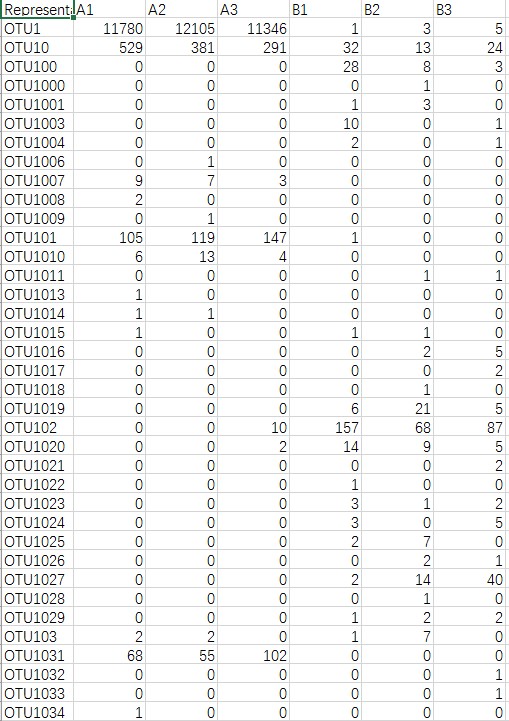 Representa A1 A2 A3 B1 B2 B3
OTU1 11780 12105 11346 1 3 5
OTU10 529 381 291 32 13 24
OTU100 0 0 0 28 8 3
OTU1000 0 0 0 0 1 0
OTU1001 0 0 0 1 3 0
OTU1003 0 0 0 10 0 1
OTU1004 0 0 0 2 0 1
OTU1006 0 1 0 0 0 0
OTU1007 9 7 3 0 0 0
OTU1008 2 0 0 0 0 0
OTU1009 0 1 0 0 0 0
OTU101 105 119 147 1 0 0
OTU1010 6 13 4 0 0 0
OTU1011 0 0 0 0 1 1
OTU1013 1 0 0 0 0 0
OTU1014 1 1 0 0 0 0
OTU1015 1 0 0 1 1 0
OTU1016 0 0 0 0 2 5
OTU1017 0 0 0 0 0 2
OTU1018 0 0 0 0 1 0
OTU1019 0 0 0 6 21 5
OTU102 0 0 10 157 68 87
OTU1020 0 0 2 14 9 5
OTU1021 0 0 0 0 0 2
OTU1022 0 0 0 1 0 0
OTU1023 0 0 0 3 1 2
OTU1024 0 0 0 3 0 5
OTU1025 0 0 0 2 7 0
OTU1026 0 0 0 0 2 1
OTU1027 0 0 0 2 14 40
OTU1028 0 0 0 0 1 0
OTU1029 0 0 0 1 2 2
OTU103 2 2 0 1 7 0
OTU1031 68 55 102 0 0 0
OTU1032 0 0 0 0 0 1
OTU1033 0 0 0 0 0 1
OTU1034 1 0 0 0 0 0